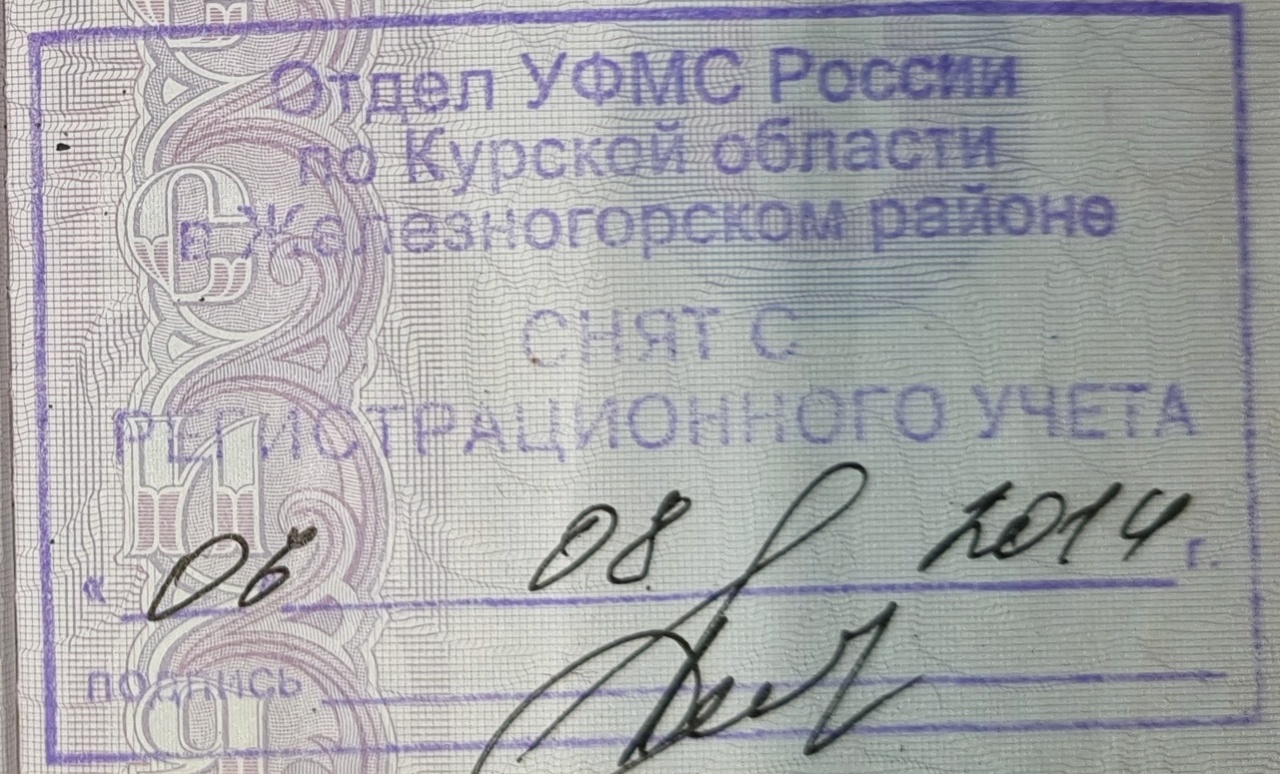 Отдел УФМС России
по Курской области
в Железногорском районе
СНЯТ С
РЕГИСТРАЦИОННОГО УЧЕТА
« 06 » 08 2014 г.
подпись